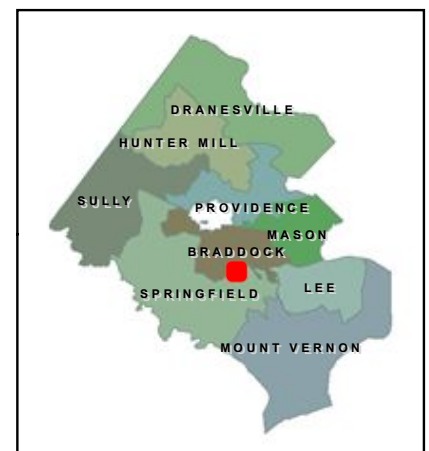 DRANESVILLE
HUNTER MILL
SULLY
PROVIDENCE
MASON
BRADDOCK
LEE
SPRINGFIELD
MOUNT VERNON